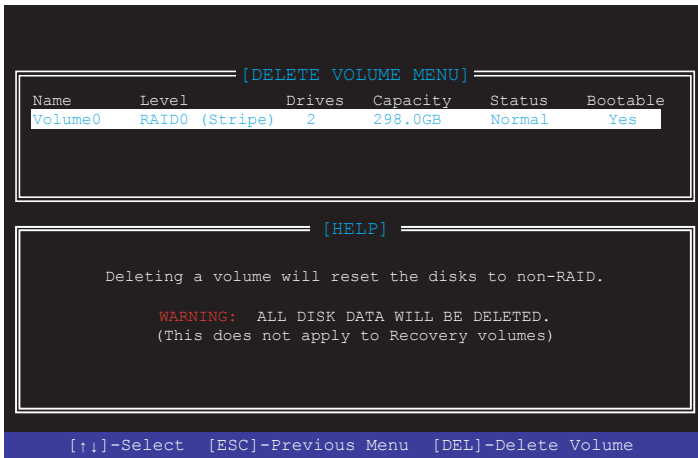 [DELETE VOLUME MENU]
Name Level Drives Capacity Status Bootable
Volume0 RAID0 (Stripe) 2 298.0GB Normal Yes
[HELP]
Deleting a volume will reset the disks to non-RAID.
WARNING: ALL DISK DATA WILL BE DELETED.
(This does not apply to Recovery volumes)
[↑↓]-Select [ESC]-Previous Menu [DEL]-Delete Volume